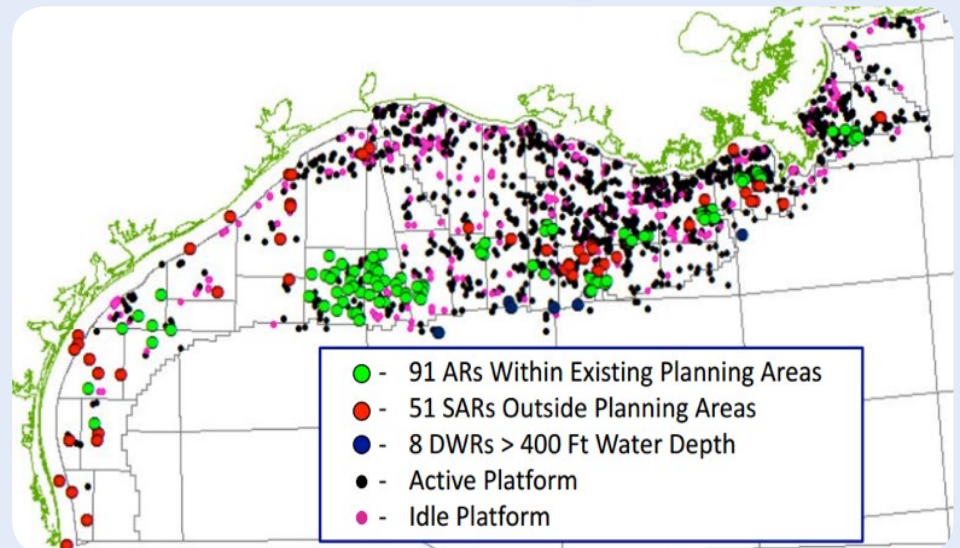 - 91 ARs Within Existing Planning Areas
- 51 SARs Outside Planning Areas
- 8 DWRs > 400 Ft Water Depth
- Active Platform
- Idle Platform